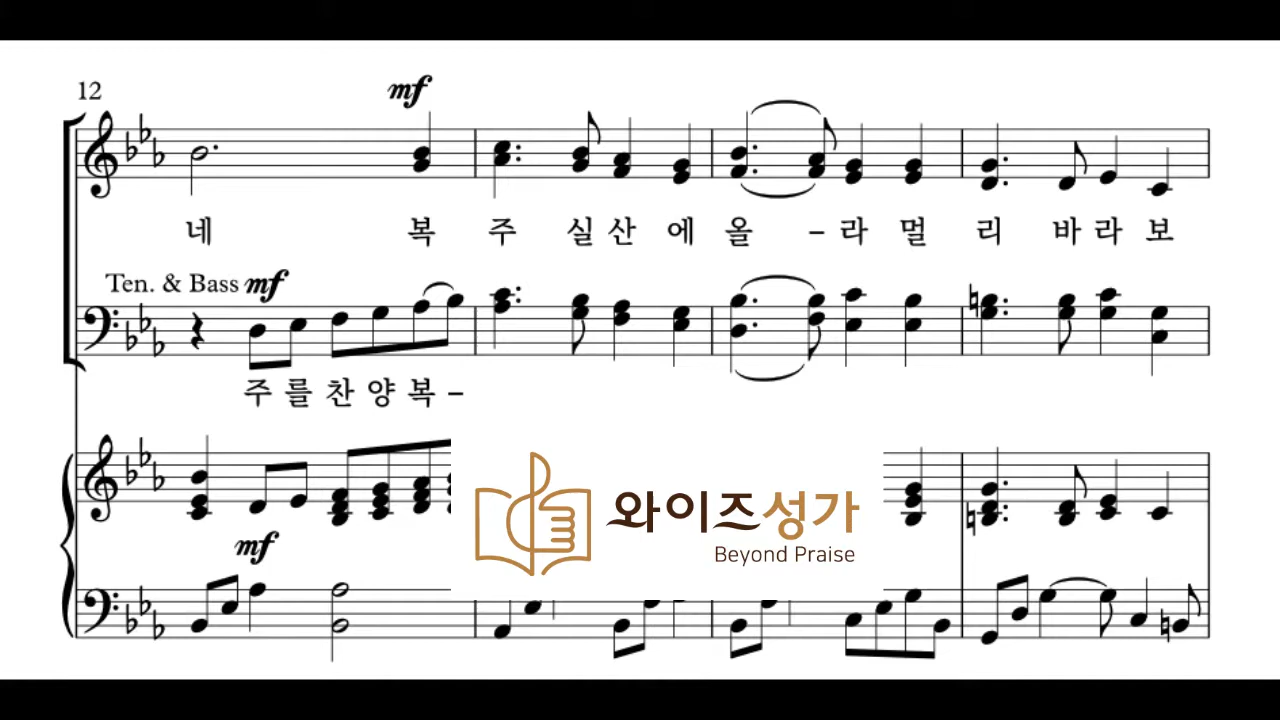 12
mf
네 복 주 실 산 에 올 – 라 멀 리 바 라 보
Ten. & Bass mf
주 를 찬 양 복 –
와이즈성가
mf
Beyond Praise